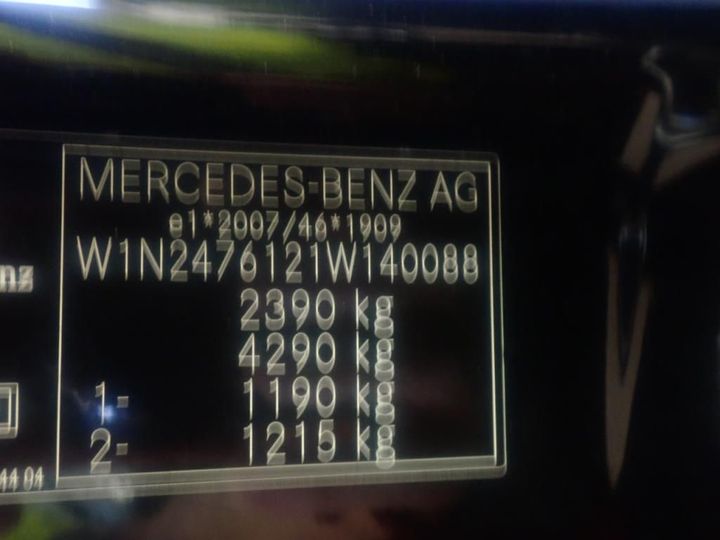 MERCEDES-BENZ AG
e1*2007/46*1909
W1N2476121W140088
2390 kg
4290 kg
1- 1190 kg
2- 1215 kg